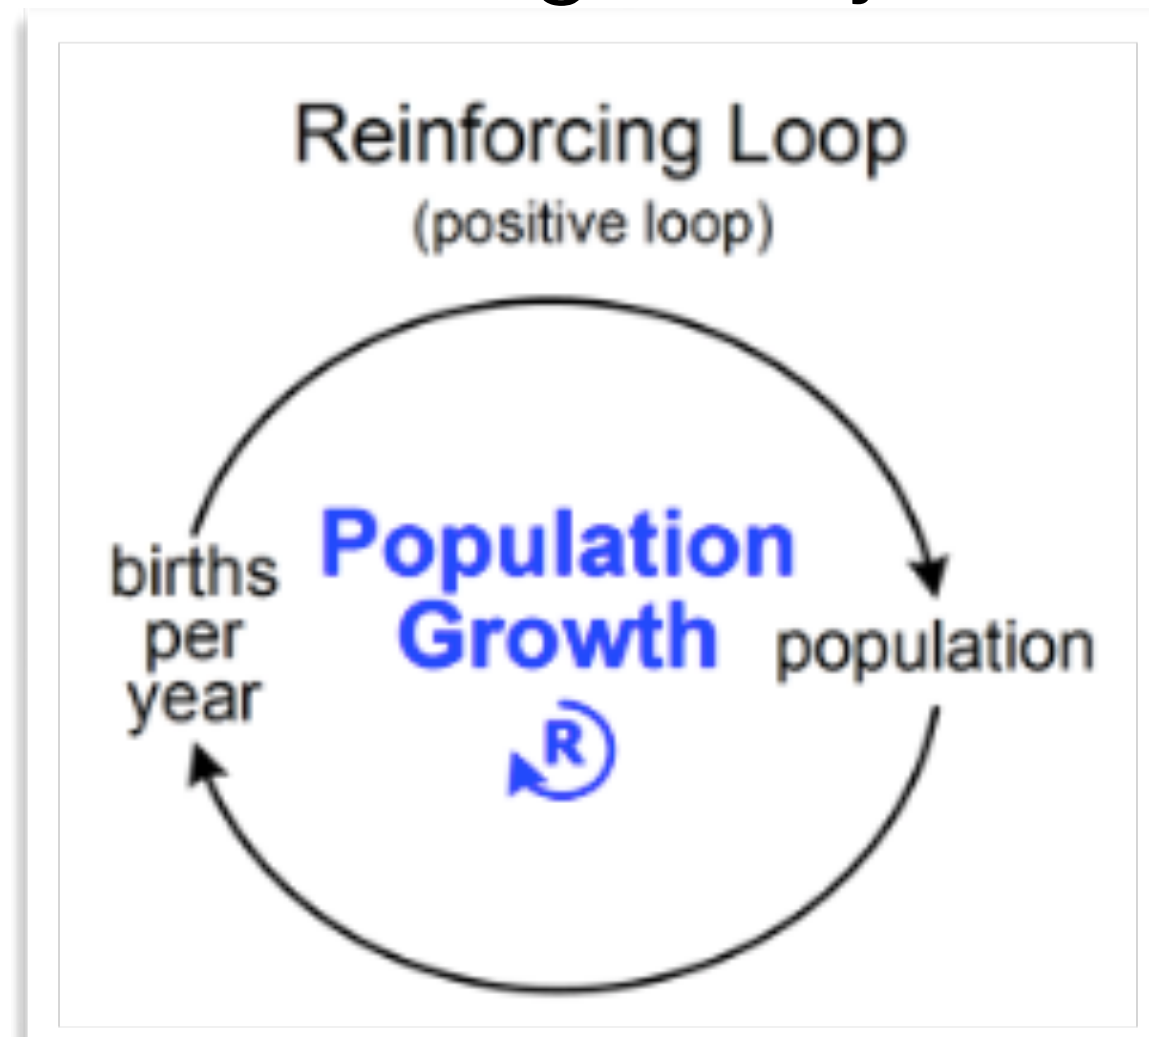 Reinforcing Loop
(positive loop)
Population
Growth
births
per
year
population
R